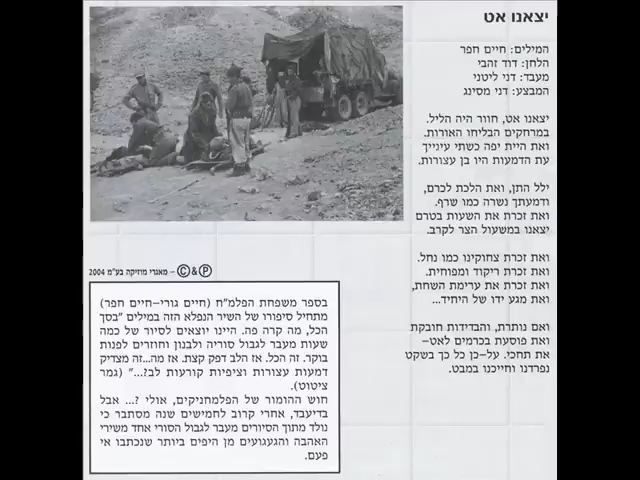 יצאנו אט
המילים: חיים חפר
הלחן: דוד זהבי
מעבד: דני ליטני
המבצע: דני מסינג
יצאנו אט, חוור היה הליל.
במרחקים הבליחו האורות.
ואת היית יפה כשתי עינייך
עת הדמעות היו בן עצורות.
ילל התן, ואת הלכת לכרם,
ודמעתך נשרה כמו שרף.
ואת זכרת את השעות בטרם
יצאנו במשעול הצר לקרב.
ואת זכרת צחוקינו כמו נחל.
ואת זכרת ריקוד ומפוחית.
ואת זכרת את ערימת השחת,
ואת מגע ידו של היחיד...
ואם נותרת, והבדידות חובקת
ואת פוסעת בכרמים לאט-
את תחכי. על-כן כל כך בשקט
נפרדנו וחייכנו במבט.
℗&© - מאגרי מוזיקה בע"מ 2004
בספר משפחת הפלמ"ח (חיים גורי-חיים חפר)
מתחיל סיפורו של השיר הנפלא הזה במילים "בסך
הכל, מה קרה פה. היינו יוצאים לסיור של כמה
שעות מעבר לגבול סוריה ולבנון וחוזרים לפנות
בוקר. זה הכל. אז הלב דפק קצת. אז מה...זה מצדיק
דמעות עצורות וציפיות קורעות לב?..." (גמר
ציטוט).
חוש ההומור של הפלמחניקים, אולי ?... אבל
בדיעבד, אחרי קרוב לחמישים שנה מסתבר כי
נולד מתוך הסיורים מעבר לגבול הסורי אחד משירי
האהבה והגעגועים מן היפים ביותר שנכתבו אי
פעם.